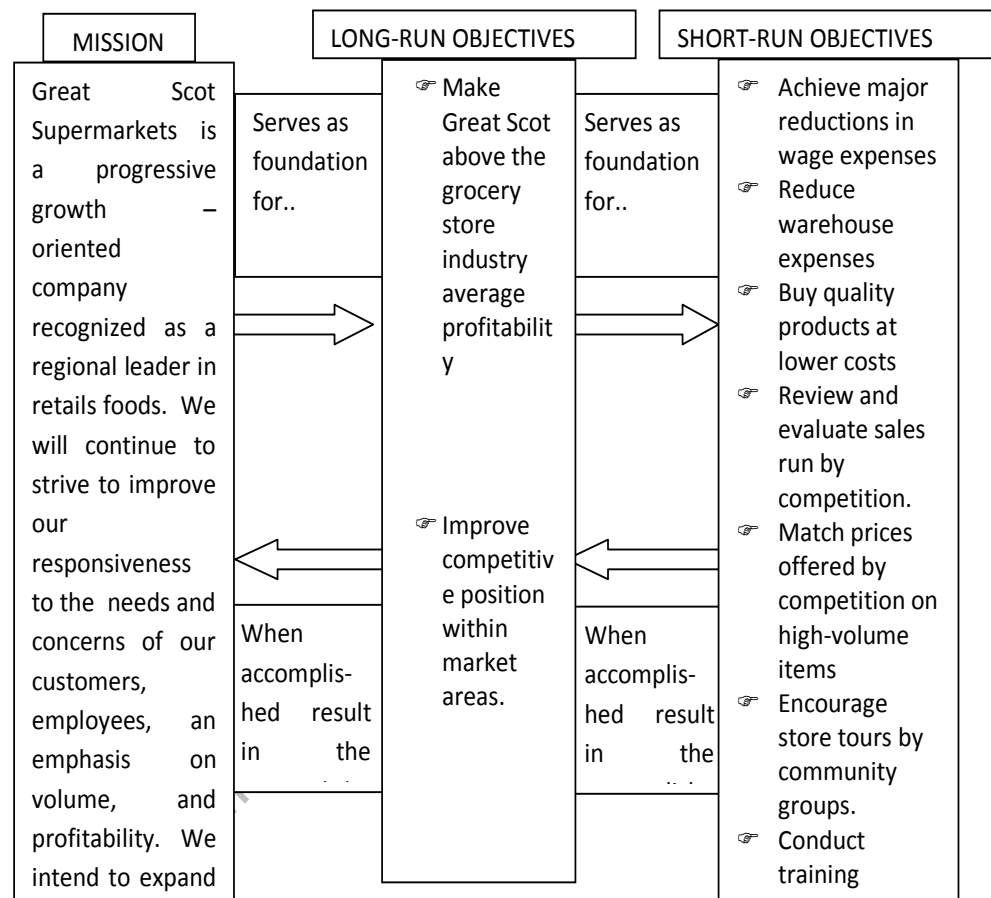 MISSION
LONG-RUN OBJECTIVES
SHORT-RUN OBJECTIVES
Great Scot
Supermarkets is
a progressive
growth –
oriented
company
recognized as a
regional leader in
retails foods. We
will continue to
strive to improve
our
responsiveness
to the needs and
concerns of our
customers,
employees, an
emphasis on
volume, and
profitability. We
intend to expand
Serves as
foundation
for..
When
accomplis-
hed result
in the
☞ Make
Great Scot
above the
grocery
store
industry
average
profitabilit
y
☞ Improve
competitiv
e position
within
market
areas.
Serves as
foundation
for..
When
accomplis-
hed result
in the
☞ Achieve major
reductions in
wage expenses
☞ Reduce
warehouse
expenses
☞ Buy quality
products at
lower costs
☞ Review and
evaluate sales
run by
competition.
☞ Match prices
offered by
competition on
high-volume
items
☞ Encourage
store tours by
community
groups.
☞ Conduct
training